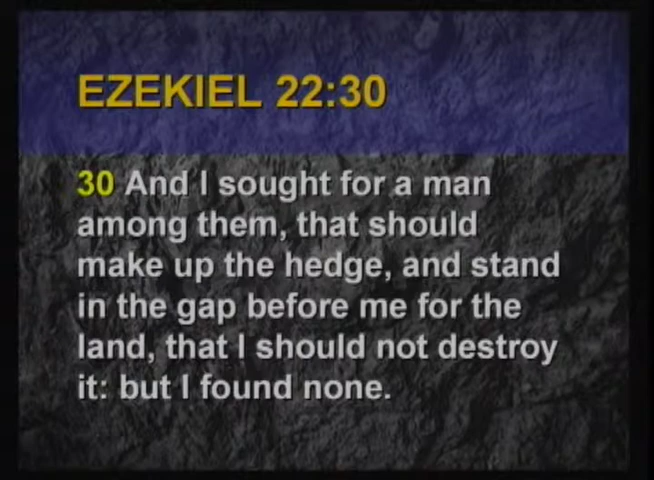 EZEKIEL 22:30
30 And I sought for a man
among them, that should
make up the hedge, and stand
in the gap before me for the
land, that I should not destroy
it: but I found none.